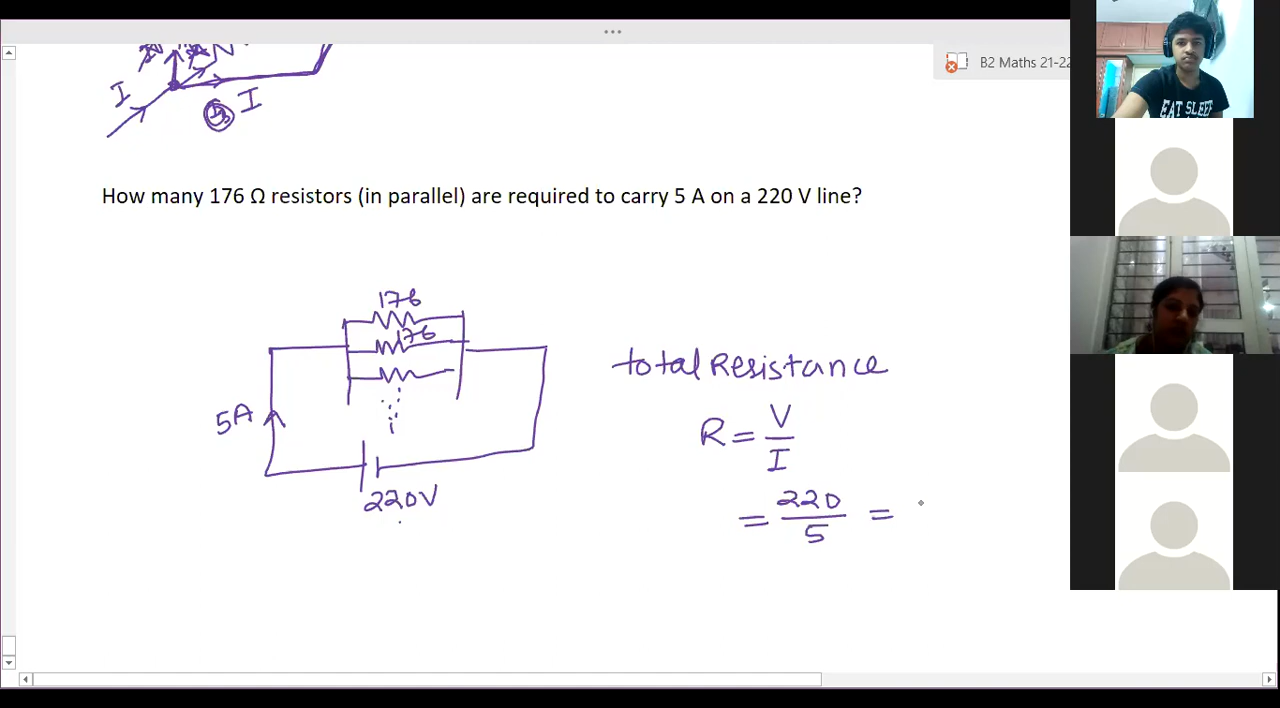 B2 Maths 21-22
I
I
How many 176 Ω resistors (in parallel) are required to carry 5 A on a 220 V line?
176
176
5A
220V
total Resistance
R = V/I
= 220/5 =
EAT SLEEP